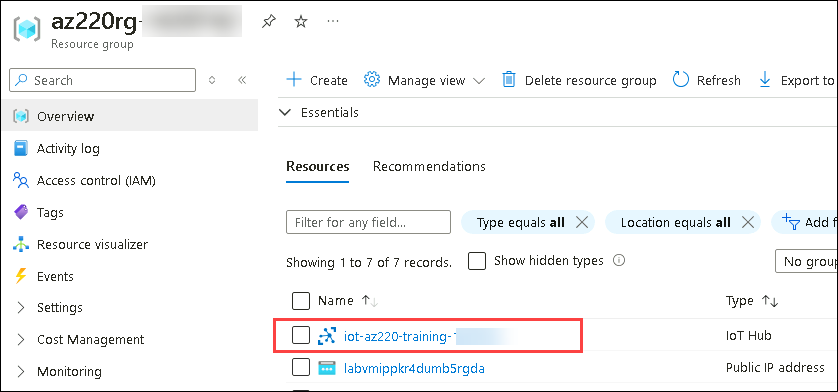 az220rg-
Resource group
Search
Create
Manage view
Delete resource group
Refresh
Export to
Essentials
Overview
Activity log
Access control (IAM)
Tags
Resource visualizer
Events
Settings
Cost Management
Monitoring
Resources Recommendations
Filter for any field...
Type equals all
Location equals all
Add f
Showing 1 to 7 of 7 records.
Show hidden types
No group
Name
Type
iot-az220-training-
IoT Hub
labvmippkr4dumb5rgda
Public IP address